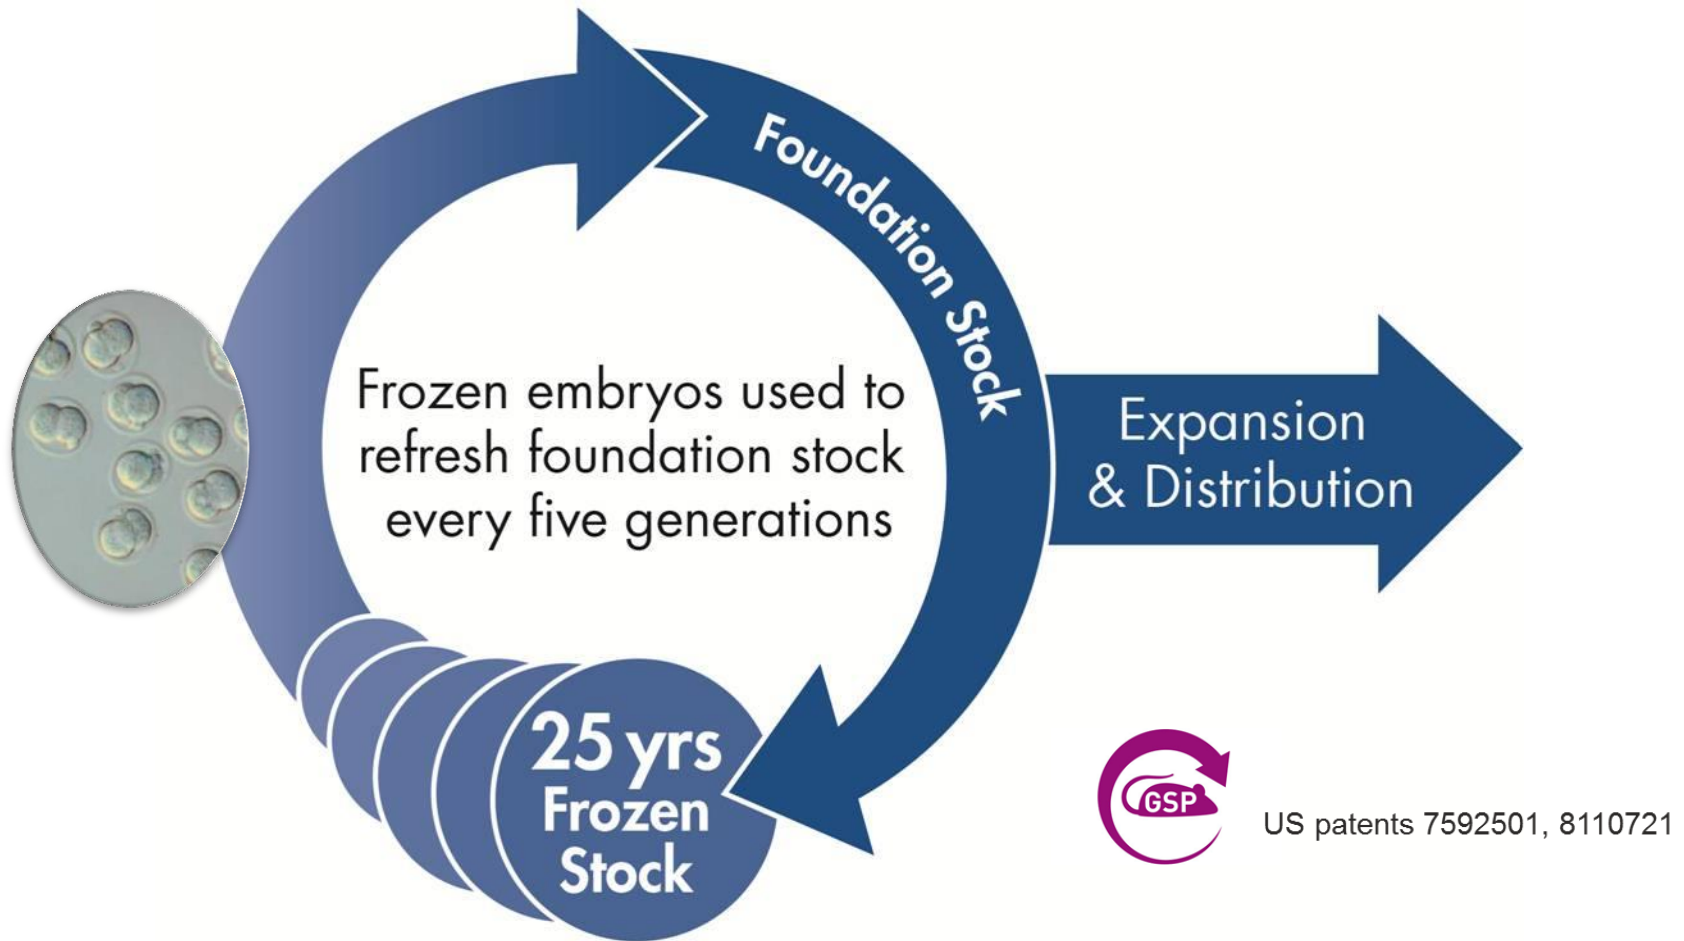 Foundation Stock
Frozen embryos used to
refresh foundation stock
every five generations
Expansion
& Distribution
25 yrs
Frozen
Stock
GSP
US patents 7592501, 8110721